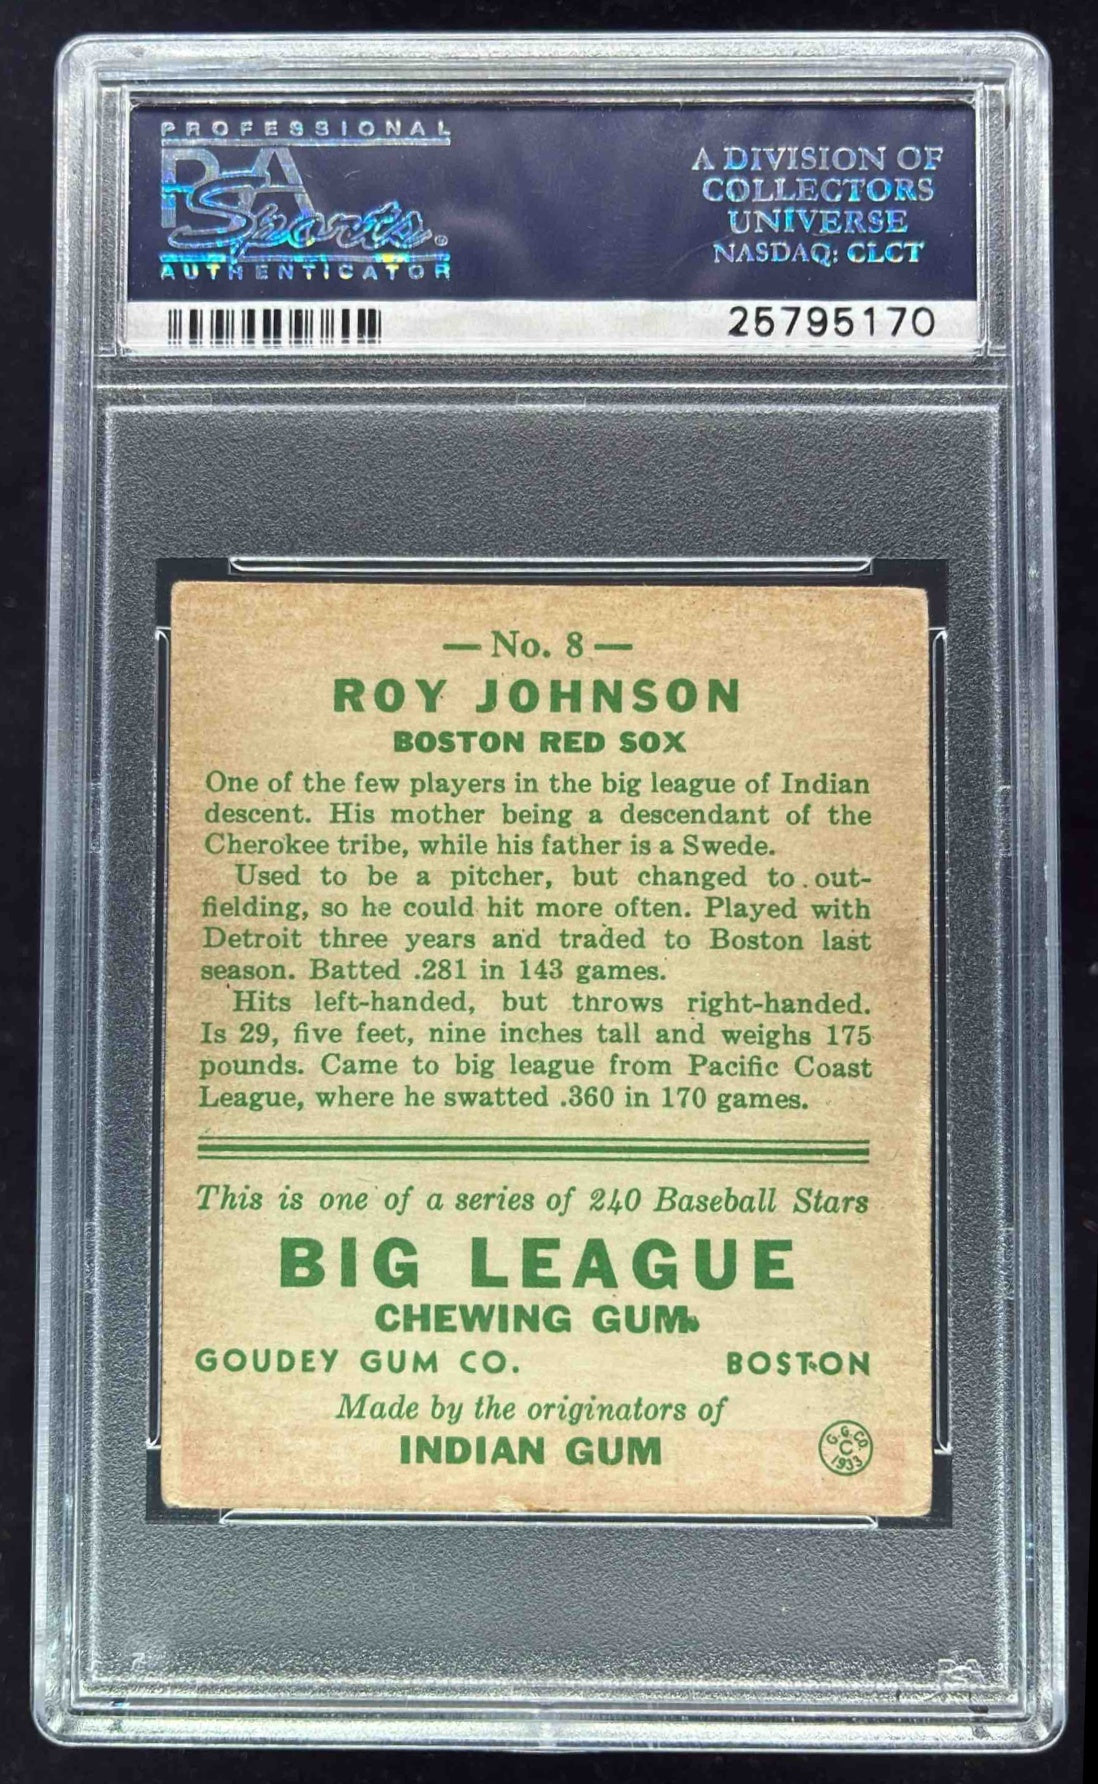 PROFESSIONAL
PSA
Sports
AUTHENTICATOR
A DIVISION OF
COLLECTORS
UNIVERSE
NASDAQ: CLCT
25795170
— No. 8 —
ROY JOHNSON
BOSTON RED SOX
One of the few players in the big league of Indian
descent. His mother being a descendant of the
Cherokee tribe, while his father is a Swede.
Used to be a pitcher, but changed to out-
fielding, so he could hit more often. Played with
Detroit three years and traded to Boston last
season. Batted .281 in 143 games.
Hits left-handed, but throws right-handed.
Is 29, five feet, nine inches tall and weighs 175
pounds. Came to big league from Pacific Coast
League, where he swatted .360 in 170 games.
This is one of a series of 240 Baseball Stars
BIG LEAGUE
CHEWING GUM
GOUDEY GUM CO. BOSTON
Made by the originators of
INDIAN GUM
G.G.CO.
C
1933
PSA